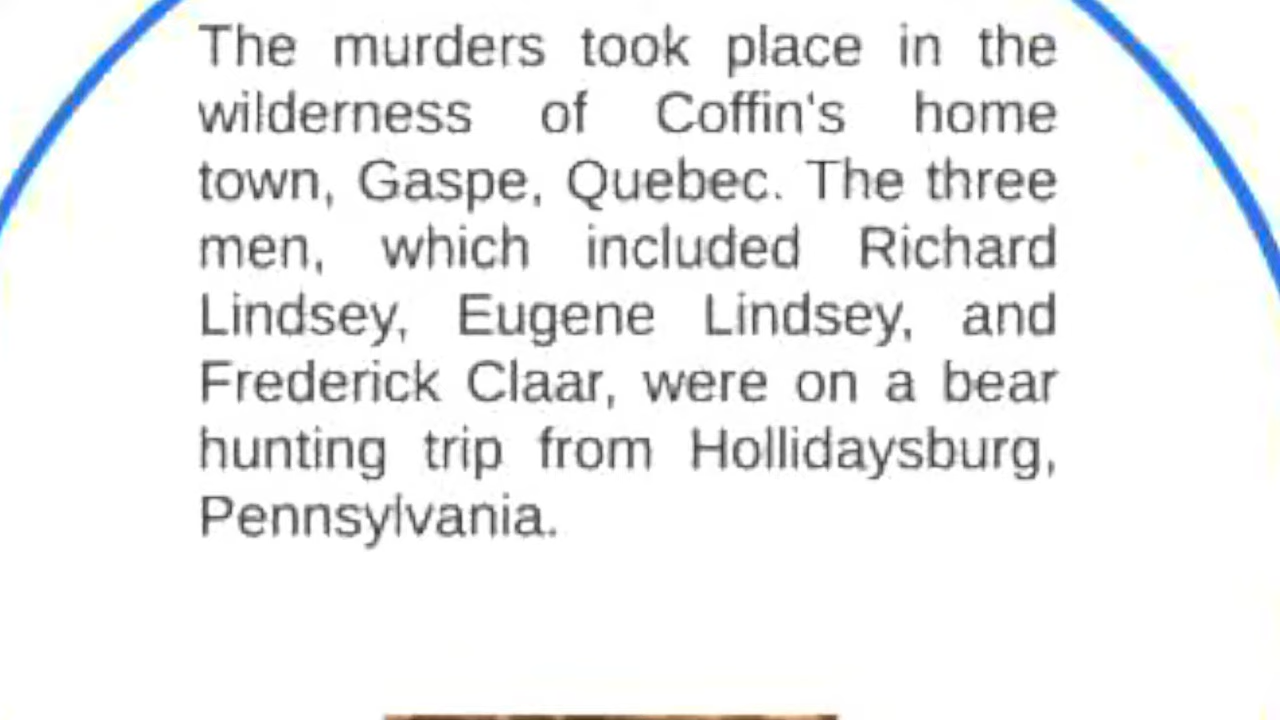 The murders took place in the
wilderness of Coffin's home
town, Gaspe, Quebec. The three
men, which included Richard
Lindsey, Eugene Lindsey, and
Frederick Claar, were on a bear
hunting trip from Hollidaysburg,
Pennsylvania.